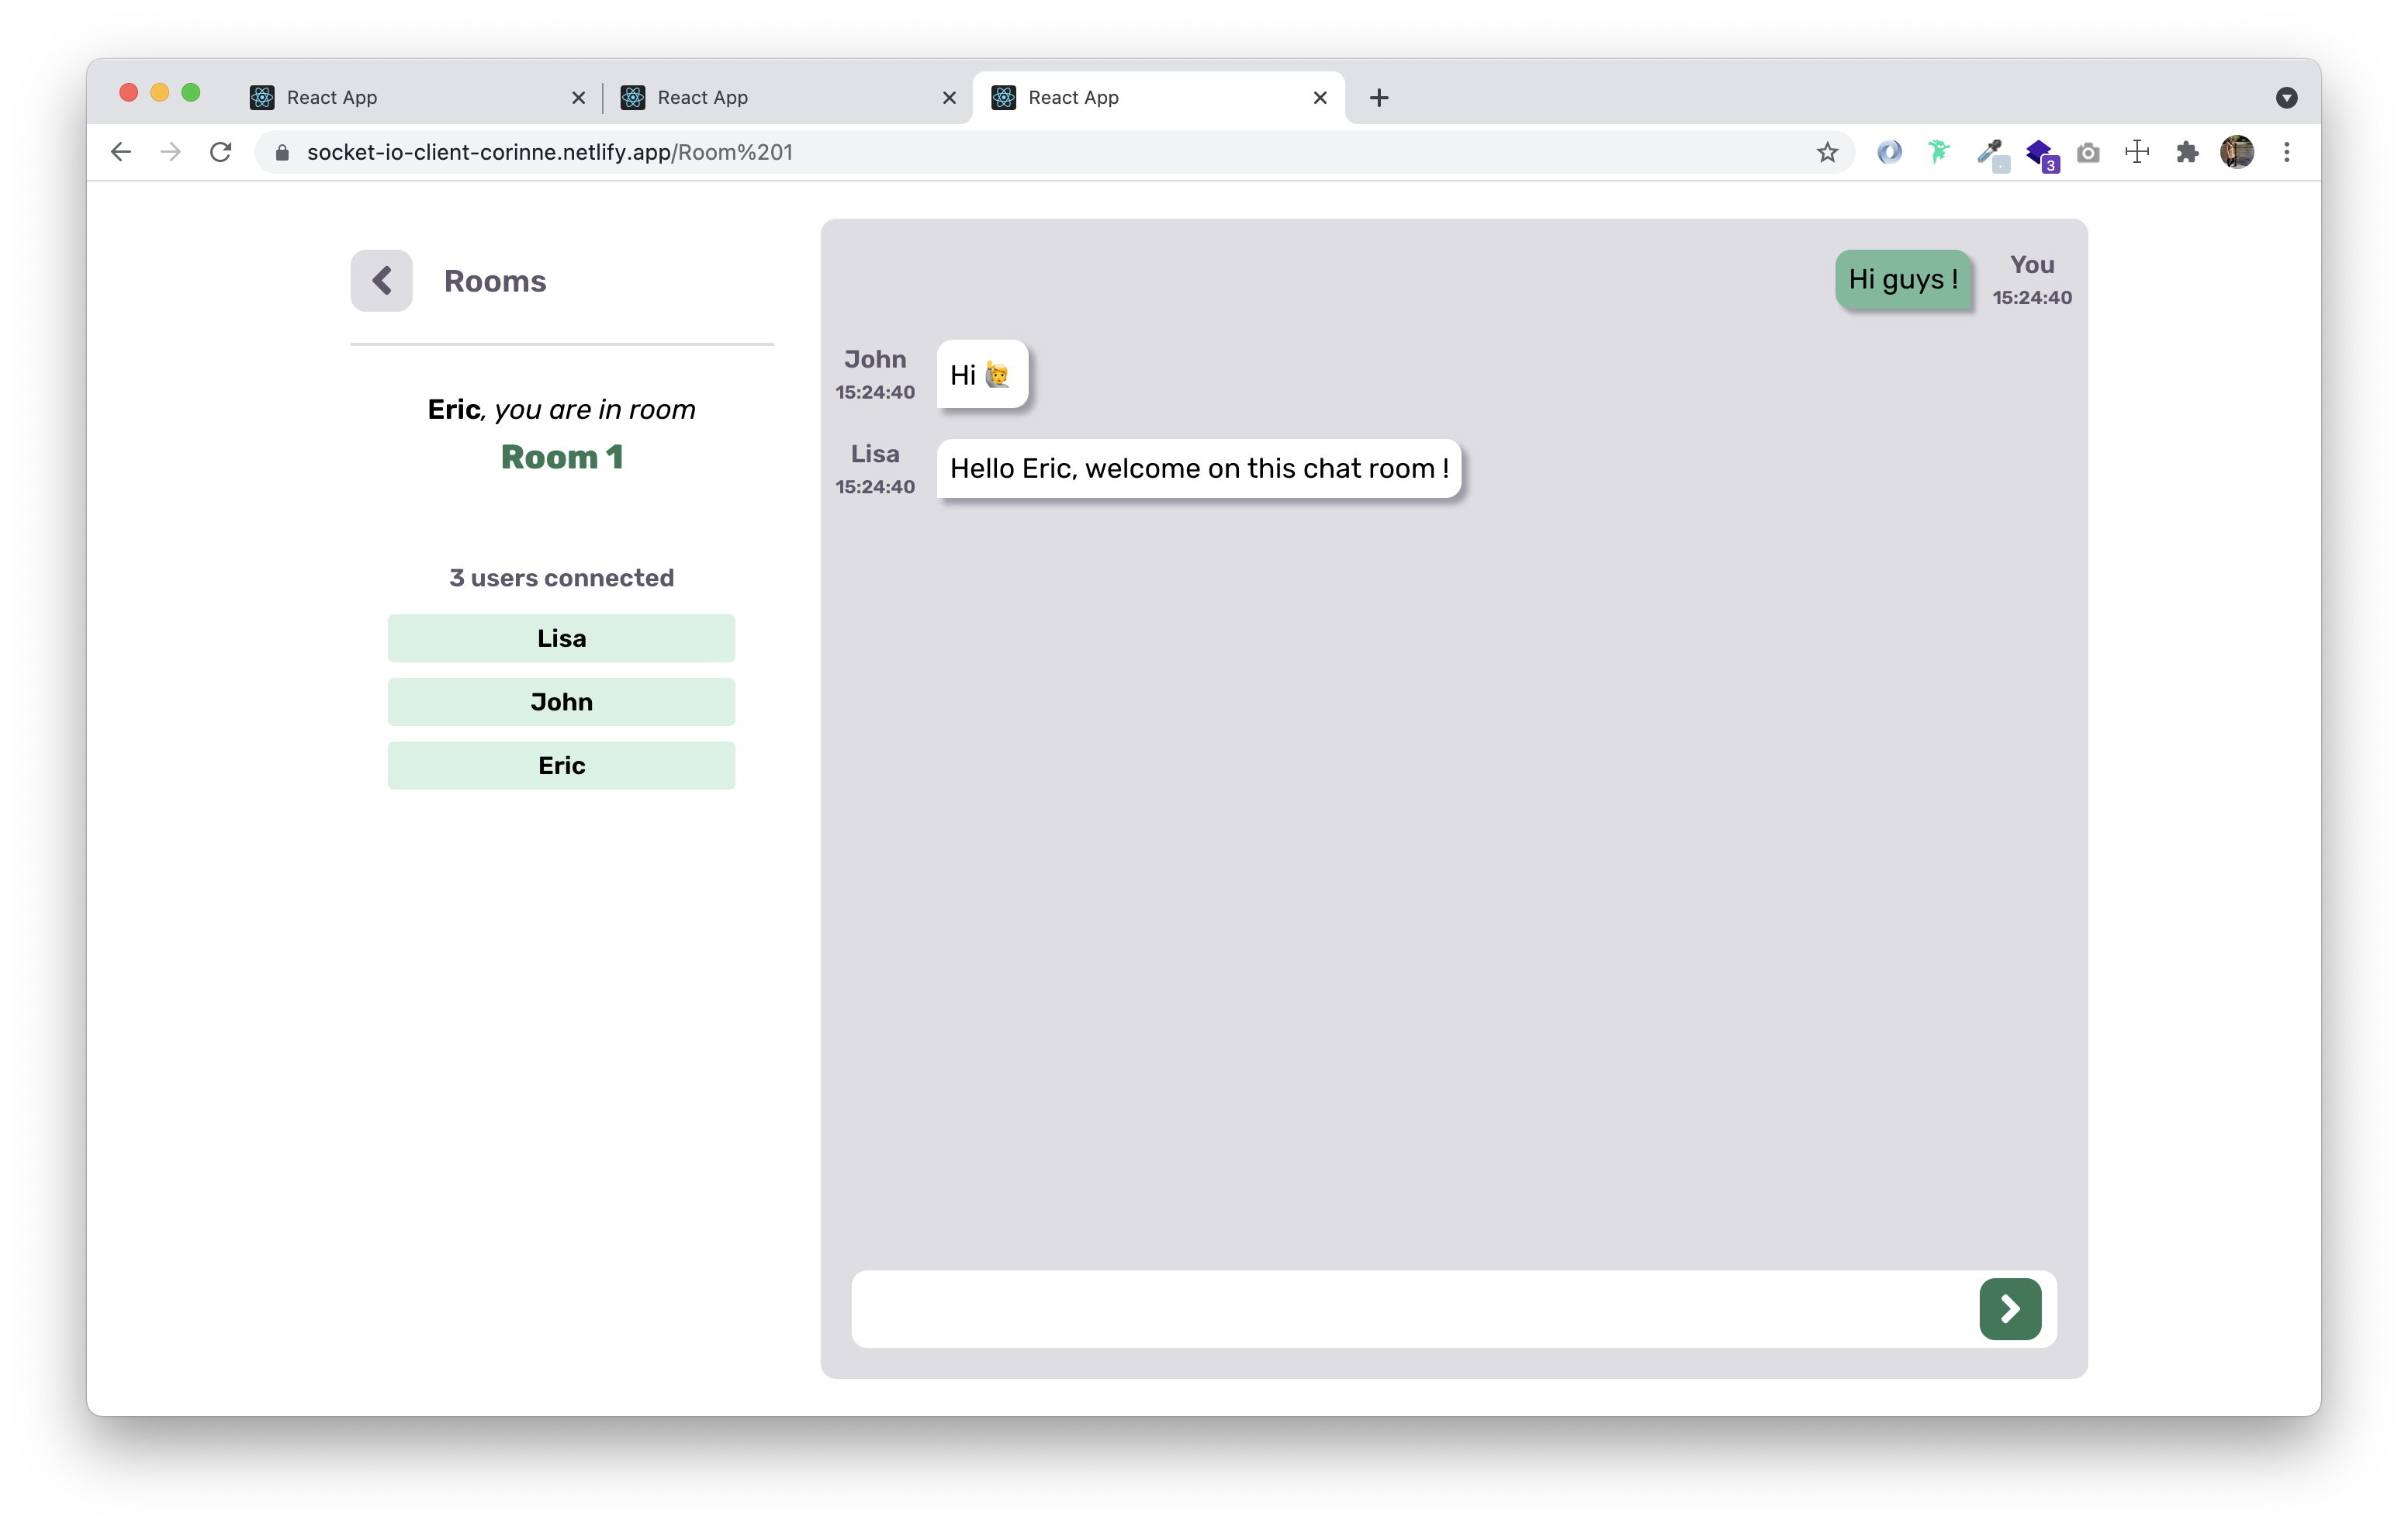 React App
React App
React App
socket-io-client-corinne.netlify.app/Room%201
3
Rooms
Eric, you are in room
Room 1
3 users connected
Lisa
John
Eric
Hi guys !
You
15:24:40
John
15:24:40
Hi 🙋
Lisa
15:24:40
Hello Eric, welcome on this chat room !